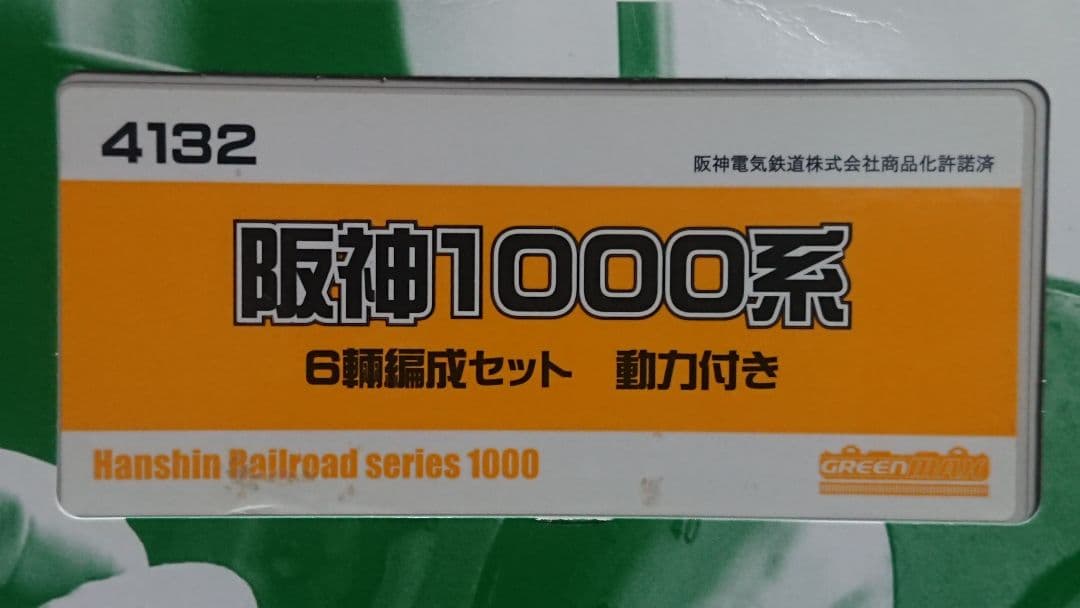 4132
阪神電気鉄道株式会社商品化許諾済
阪神1000系
6輌編成セット 動力付き
Hanshin Railroad series 1000
GREENMAX